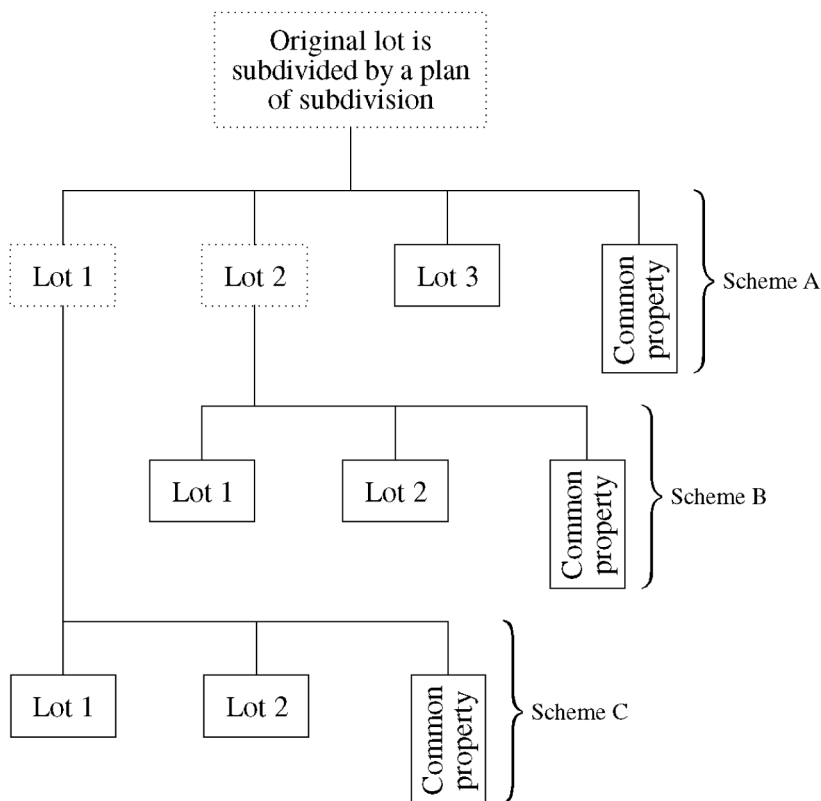 Original lot is
subdivided by a plan
of subdivision
Lot 1
Lot 2
Lot 3
Common
property
Scheme A
Lot 1
Lot 2
Common
property
Scheme B
Lot 1
Lot 2
Common
property
Scheme C